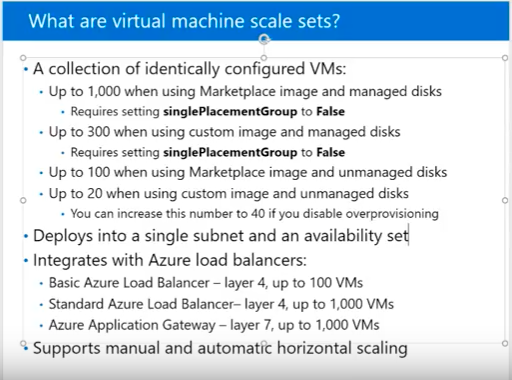 What are virtual machine scale sets?
• A collection of identically configured VMs:
• Up to 1,000 when using Marketplace image and managed disks
• Requires setting singlePlacementGroup to False
• Up to 300 when using custom image and managed disks
• Requires setting singlePlacementGroup to False
• Up to 100 when using Marketplace image and unmanaged disks
• Up to 20 when using custom image and unmanaged disks
• You can increase this number to 40 if you disable overprovisioning
• Deploys into a single subnet and an availability set
• Integrates with Azure load balancers:
• Basic Azure Load Balancer – layer 4, up to 100 VMs
• Standard Azure Load Balancer– layer 4, up to 1,000 VMs
• Azure Application Gateway – layer 7, up to 1,000 VMs
• Supports manual and automatic horizontal scaling